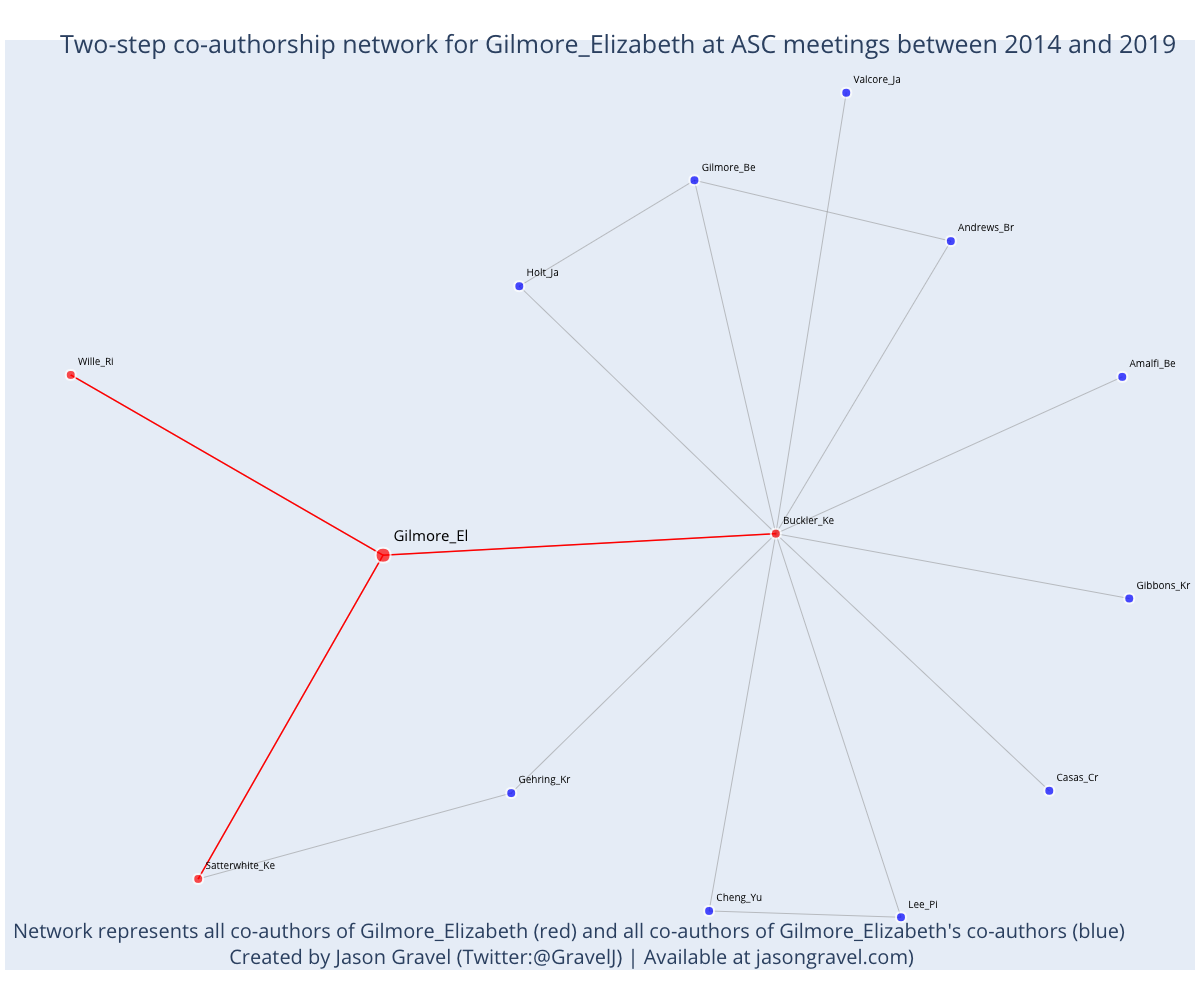 Two-step co-authorship network for Gilmore_Elizabeth at ASC meetings between 2014 and 2019
Valcore_Ja
Gilmore_Be
Andrews_Br
Holt_Ja
Wille_Ri
Amalfi_Be
Buckler_Ke
Gilmore_El
Gibbons_Kr
Gehring_Kr
Casas_Cr
Satterwhite_Ke
Cheng_Yu
Lee_Pi
Network represents all co-authors of Gilmore_Elizabeth (red) and all co-authors of Gilmore_Elizabeth's co-authors (blue)
Created by Jason Gravel (Twitter:@GravelJ) | Available at jasongravel.com)